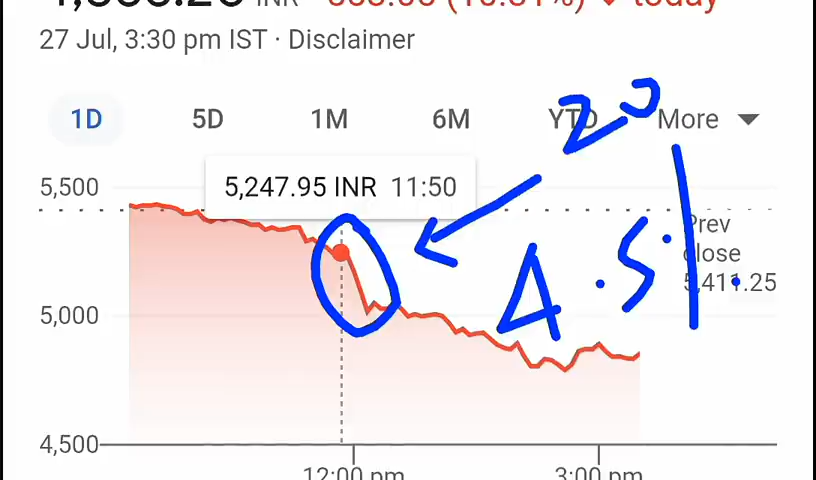 27 Jul, 3:30 pm IST · Disclaimer
1D 5D 1M 6M YTD More
5,247.95 INR 11:50
5,500
Prev
close
5,411.25
5,000
4,500
20
4.5%
12:00 pm 3:00 pm